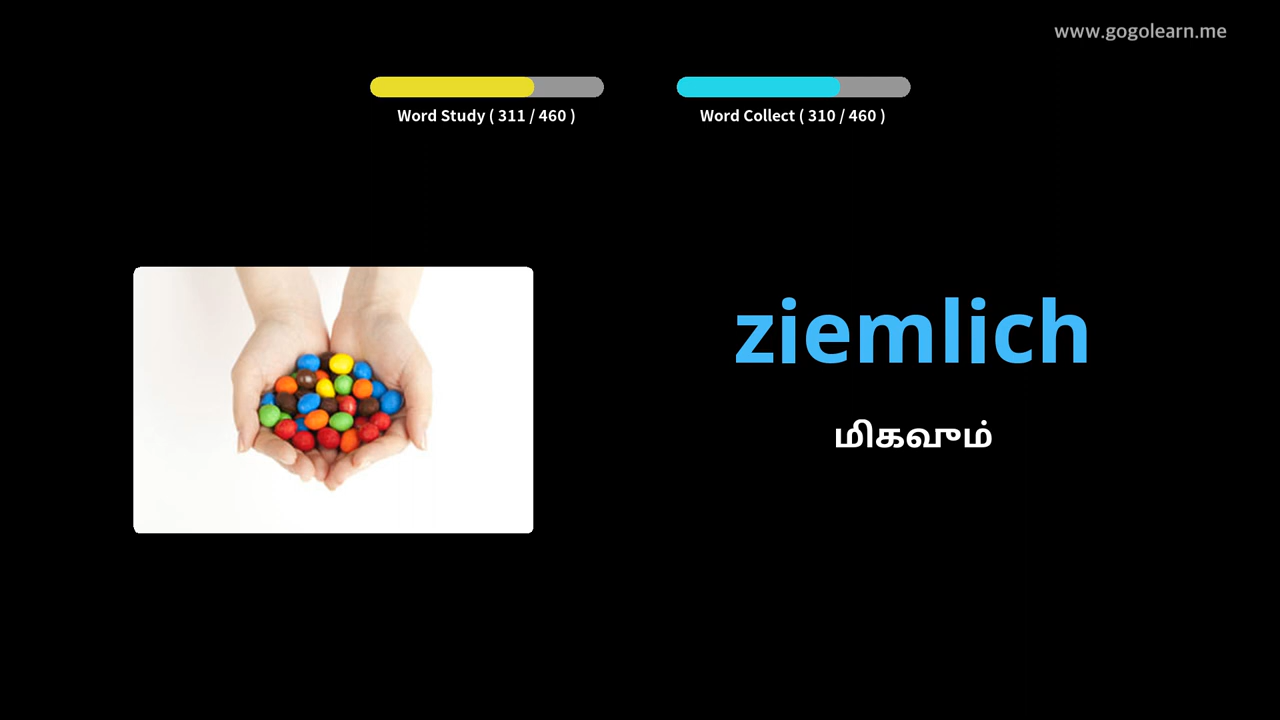 www.gogolearn.me
Word Study ( 311 / 460 )
Word Collect ( 310 / 460 )
ziemlich
மிகவும்